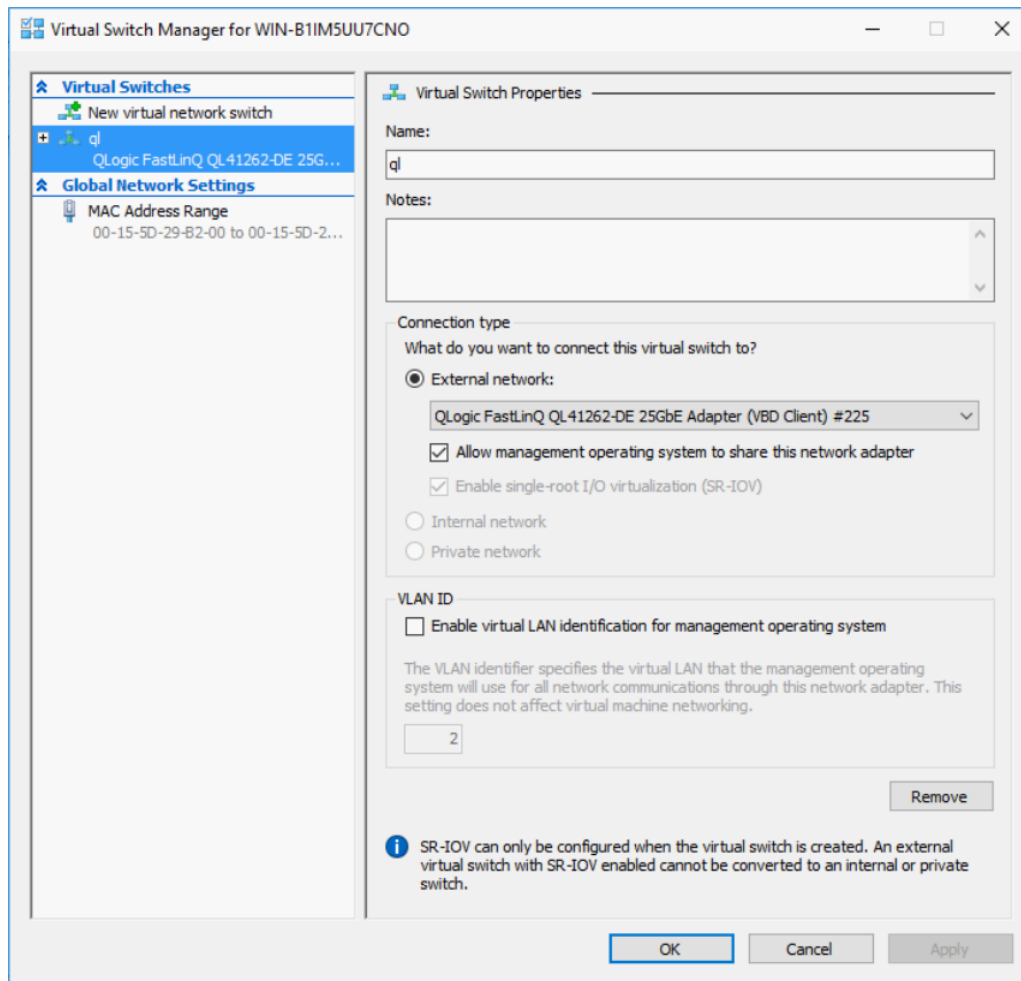 Virtual Switch Manager for WIN-B1IM5UU7CNO
Virtual Switches
New virtual network switch
ql
QLogic FastLinQ QL41262-DE 25G...
Global Network Settings
MAC Address Range
00-15-5D-29-B2-00 to 00-15-5D-2...
Virtual Switch Properties
Name:
ql
Notes:
Connection type
What do you want to connect this virtual switch to?
External network:
QLogic FastLinQ QL41262-DE 25GbE Adapter (VBD Client) #225
Allow management operating system to share this network adapter
Enable single-root I/O virtualization (SR-IOV)
Internal network
Private network
VLAN ID
Enable virtual LAN identification for management operating system
The VLAN identifier specifies the virtual LAN that the management operating
system will use for all network communications through this network adapter. This
setting does not affect virtual machine networking.
2
Remove
SR-IOV can only be configured when the virtual switch is created. An external
virtual switch with SR-IOV enabled cannot be converted to an internal or private
switch.
OK
Cancel
Apply